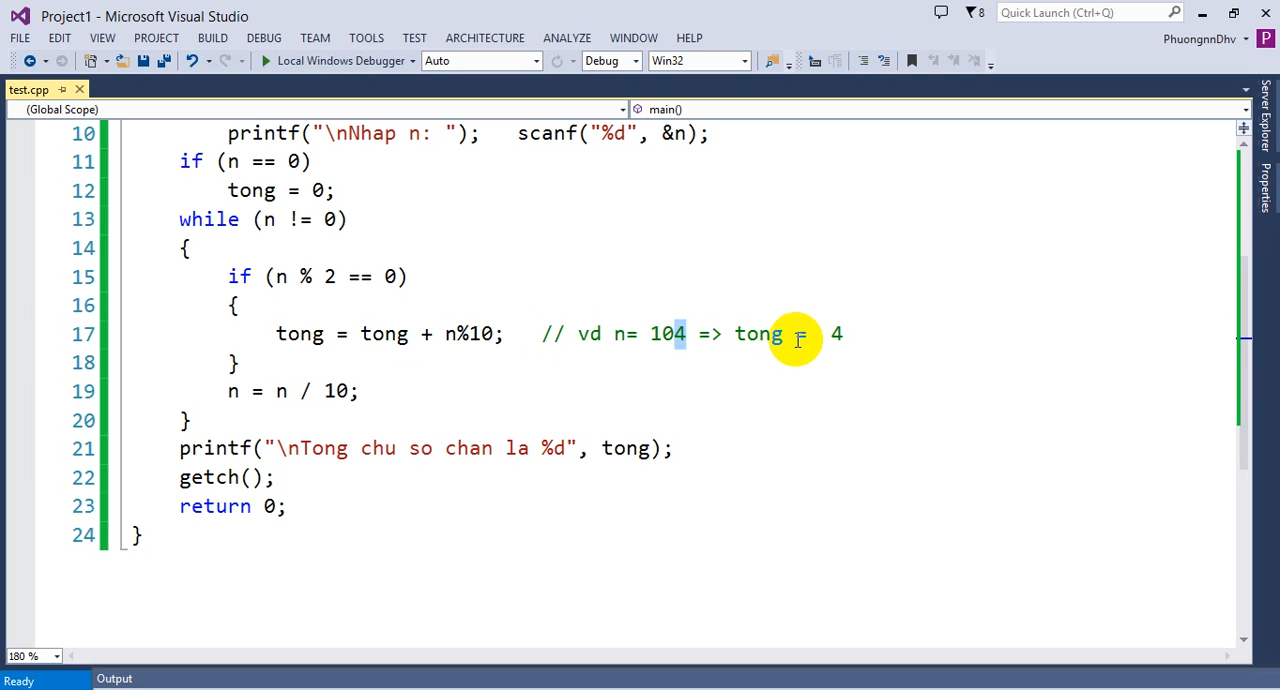 Project1 - Microsoft Visual Studio
8
Quick Launch (Ctrl+Q)
FILE EDIT VIEW PROJECT BUILD DEBUG TEAM TOOLS TEST ARCHITECTURE ANALYZE WINDOW HELP
PhuongnnDhv
P
Local Windows Debugger Auto Debug Win32
test.cpp
(Global Scope) main()
Server Explorer
Properties
10 printf("\nNhap n: "); scanf("%d", &n);
11 if (n == 0)
12 tong = 0;
13 while (n != 0)
14 {
15 if (n % 2 == 0)
16 {
17 tong = tong + n%10; // vd n= 104 => tong = 4
18 }
19 n = n / 10;
20 }
21 printf("\nTong chu so chan la %d", tong);
22 getch();
23 return 0;
24 }
180 %
Ready
Output